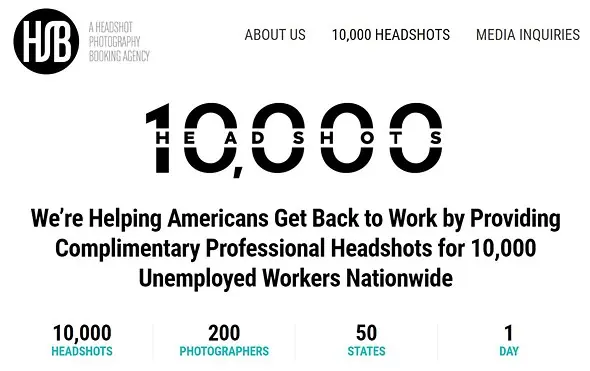 HSB
A HEADSHOT
PHOTOGRAPHY
BOOKING AGENCY
ABOUT US
10,000 HEADSHOTS
MEDIA INQUIRIES
10,000
HEADSHOTS
We're Helping Americans Get Back to Work by Providing
Complimentary Professional Headshots for 10,000
Unemployed Workers Nationwide
10,000
HEADSHOTS
200
PHOTOGRAPHERS
50
STATES
1
DAY